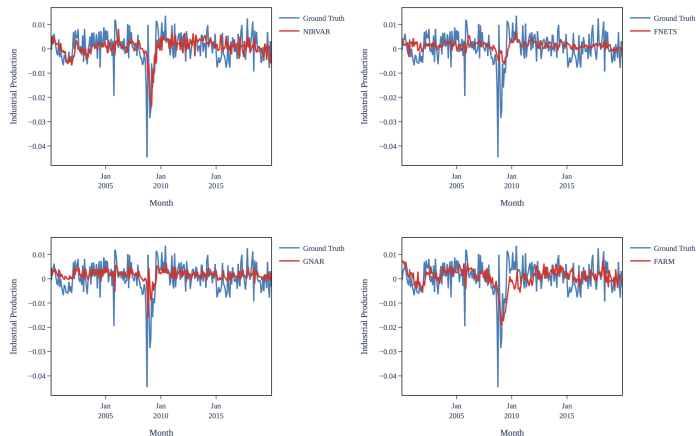 0.01
0
−0.01
−0.02
−0.03
−0.04
Industrial Production
Jan
2005
Jan
2010
Jan
2015
Month
Ground Truth
NIRVAR
0.01
0
−0.01
−0.02
−0.03
−0.04
Industrial Production
Jan
2005
Jan
2010
Jan
2015
Month
Ground Truth
FNETS
0.01
0
−0.01
−0.02
−0.03
−0.04
Industrial Production
Jan
2005
Jan
2010
Jan
2015
Month
Ground Truth
GNAR
0.01
0
−0.01
−0.02
−0.03
−0.04
Industrial Production
Jan
2005
Jan
2010
Jan
2015
Month
Ground Truth
FARM